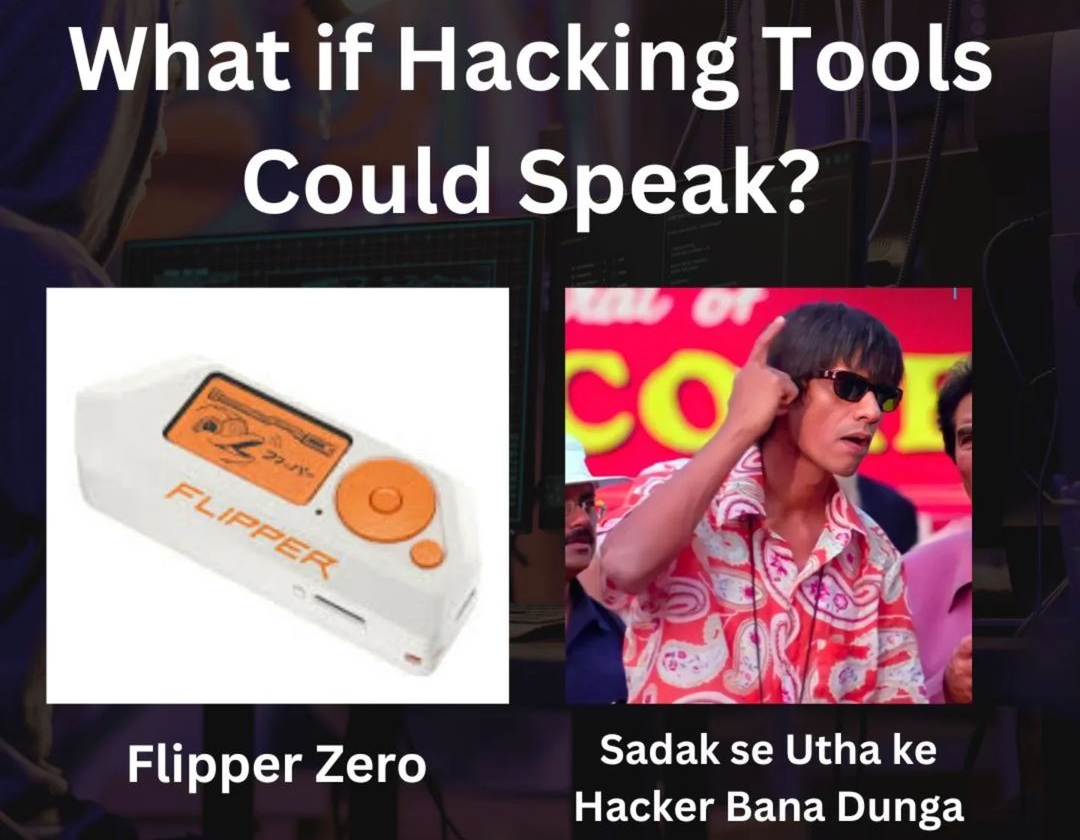 What if Hacking Tools
Could Speak?
FLIPPER
Flipper Zero
Sadak se Utha ke
Hacker Bana Dunga